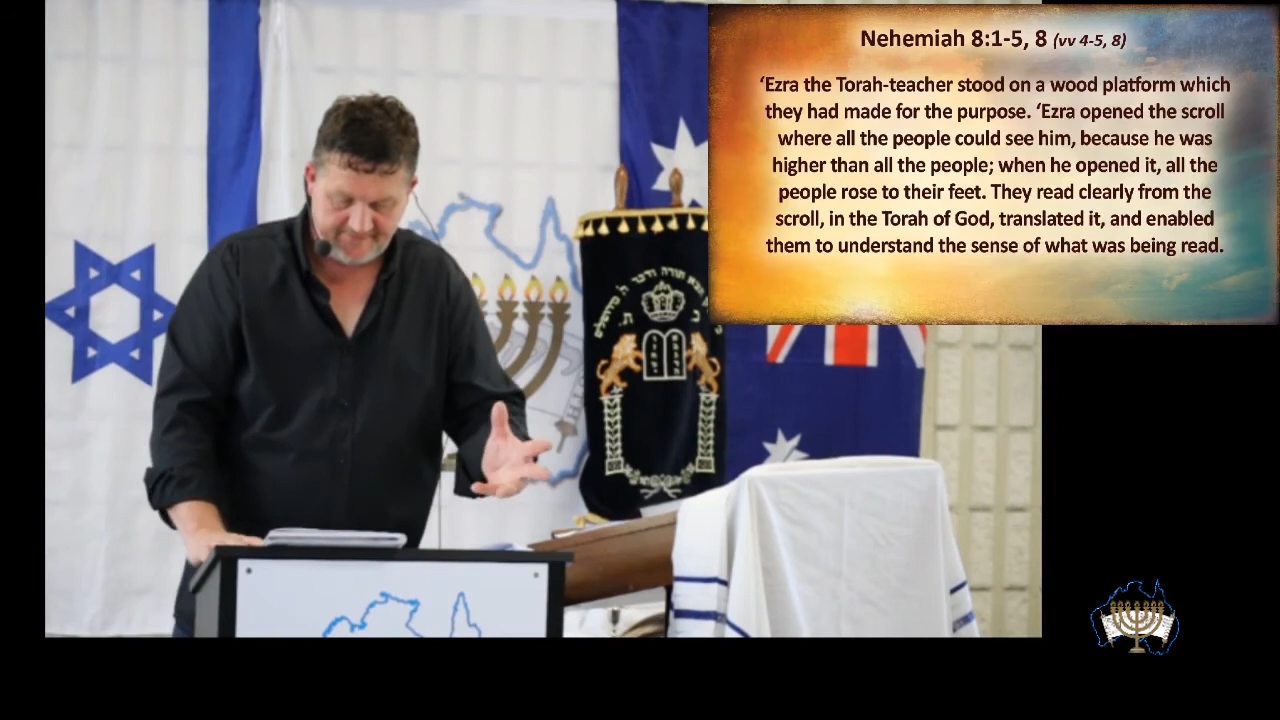 Nehemiah 8:1-5, 8 (vv 4-5, 8)
‘Ezra the Torah-teacher stood on a wood platform which
they had made for the purpose. ‘Ezra opened the scroll
where all the people could see him, because he was
higher than all the people; when he opened it, all the
people rose to their feet. They read clearly from the
scroll, in the Torah of God, translated it, and enabled
them to understand the sense of what was being read.